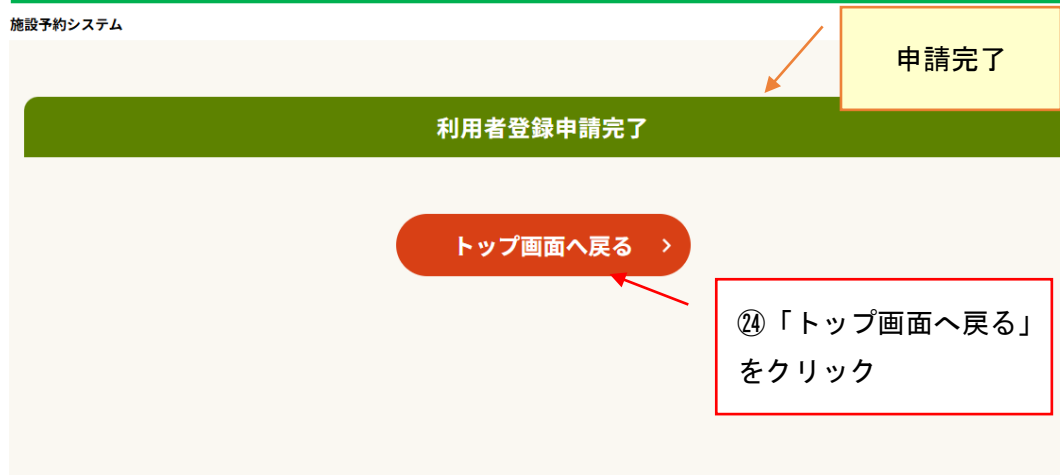 施設予約システム
申請完了
利用者登録申請完了
トップ画面へ戻る
㉔「トップ画面へ戻る」
をクリック